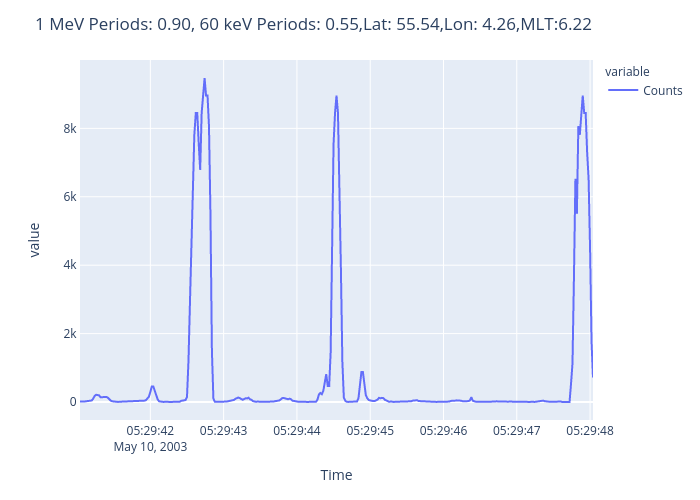 1 MeV Periods: 0.90, 60 keV Periods: 0.55,Lat: 55.54,Lon: 4.26,MLT:6.22
variable
Counts
8k
6k
4k
2k
0
value
05:29:42 05:29:43 05:29:44 05:29:45 05:29:46 05:29:47 05:29:48
May 10, 2003
Time